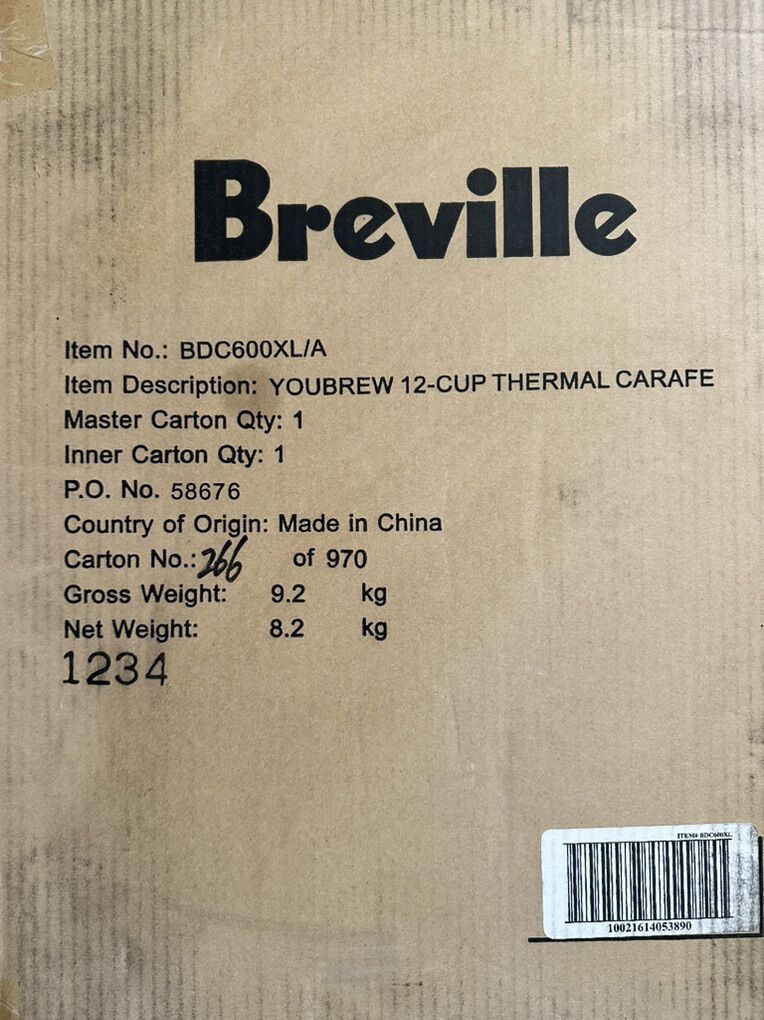 Breville
Item No.: BDC600XL/A
Item Description: YOUBREW 12-CUP THERMAL CARAFE
Master Carton Qty: 1
Inner Carton Qty: 1
P.O. No. 58676
Country of Origin: Made in China
Carton No.: 266 of 970
Gross Weight: 9.2 kg
Net Weight: 8.2 kg
1234
ITEM# BDC600XL
10021614053890